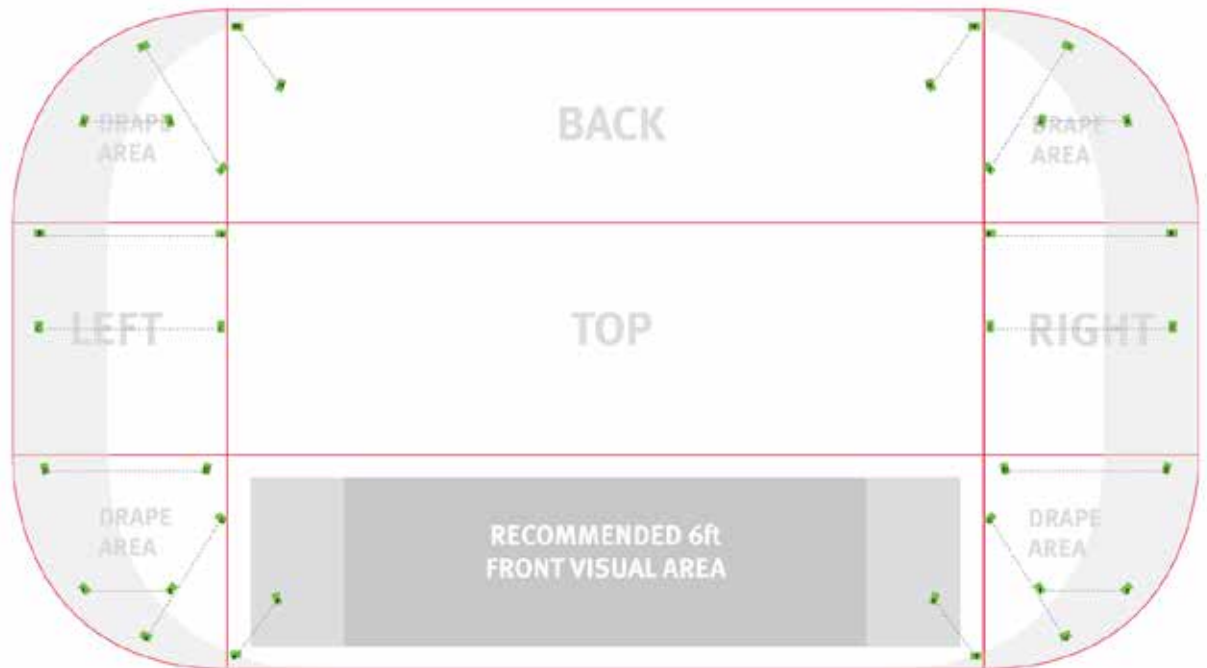 BACK
DRAPE
AREA
DRAPE
AREA
LEFT
TOP
RIGHT
DRAPE
AREA
RECOMMENDED 6ft
FRONT VISUAL AREA
DRAPE
AREA